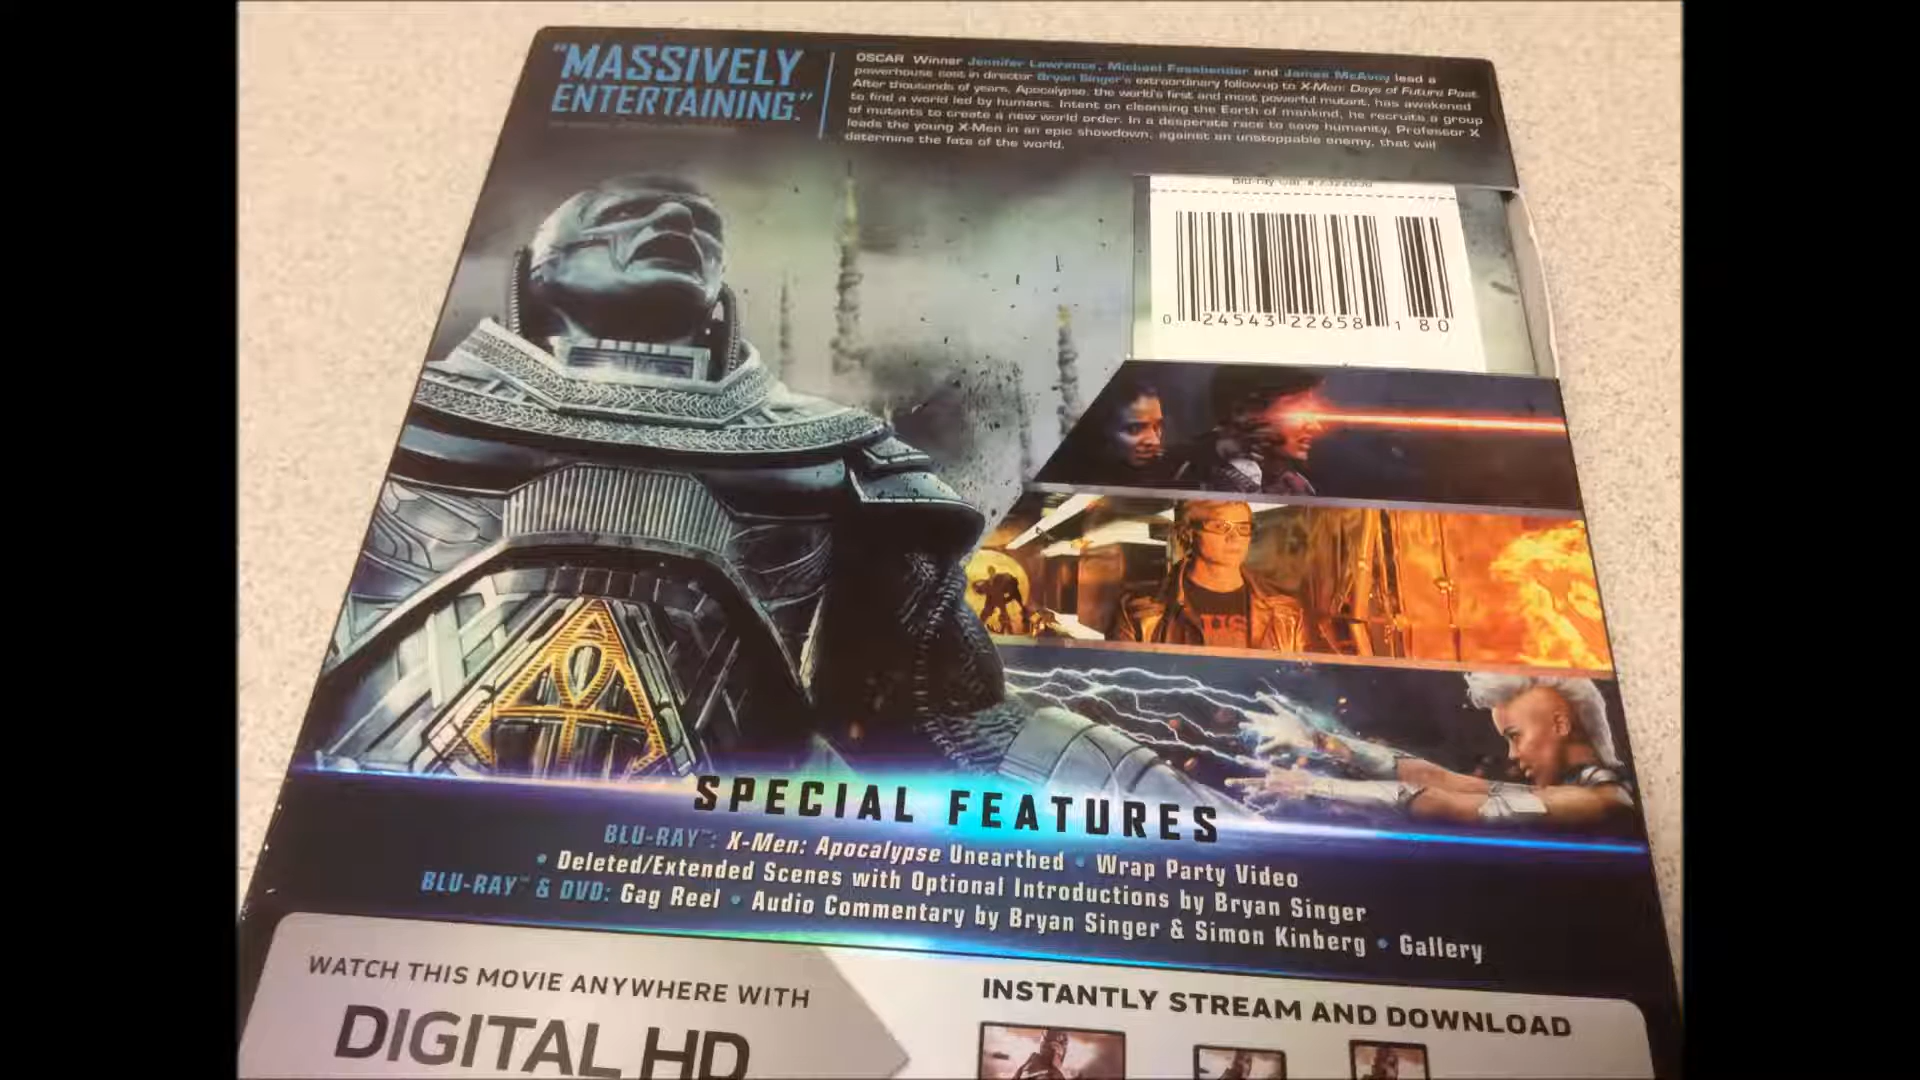 "MASSIVELY
ENTERTAINING."
OSCAR Winner Jennifer Lawrence, Michael Fassbender and James McAvoy lead a
powerhouse cast in director Bryan Singer's extraordinary follow-up to X-Men: Days of Future Past.
After thousands of years, Apocalypse, the world's first and most powerful mutant, has awakened
to find a world led by humans. Intent on cleansing the Earth of mankind, he recruits a group
of mutants to create a new world order. In a desperate race to save humanity, Professor X
leads the young X-Men in an epic showdown, against an unstoppable enemy, that will
determine the fate of the world.
Blu-ray Cat. #
0 24543 22658 1 80
SPECIAL FEATURES
BLU-RAY™: X-Men: Apocalypse Unearthed • Wrap Party Video
• Deleted/Extended Scenes with Optional Introductions by Bryan Singer
BLU-RAY™ & DVD: Gag Reel • Audio Commentary by Bryan Singer & Simon Kinberg • Gallery
WATCH THIS MOVIE ANYWHERE WITH
DIGITAL HD
INSTANTLY STREAM AND DOWNLOAD